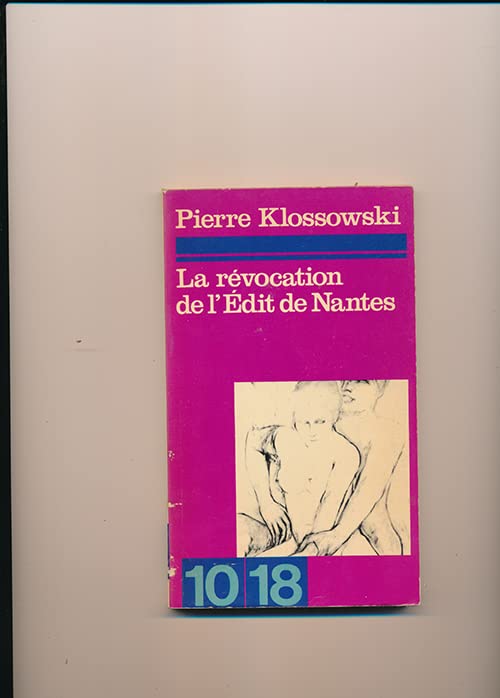 Pierre Klossowski
La révocation
de l'Édit de Nantes
10 18